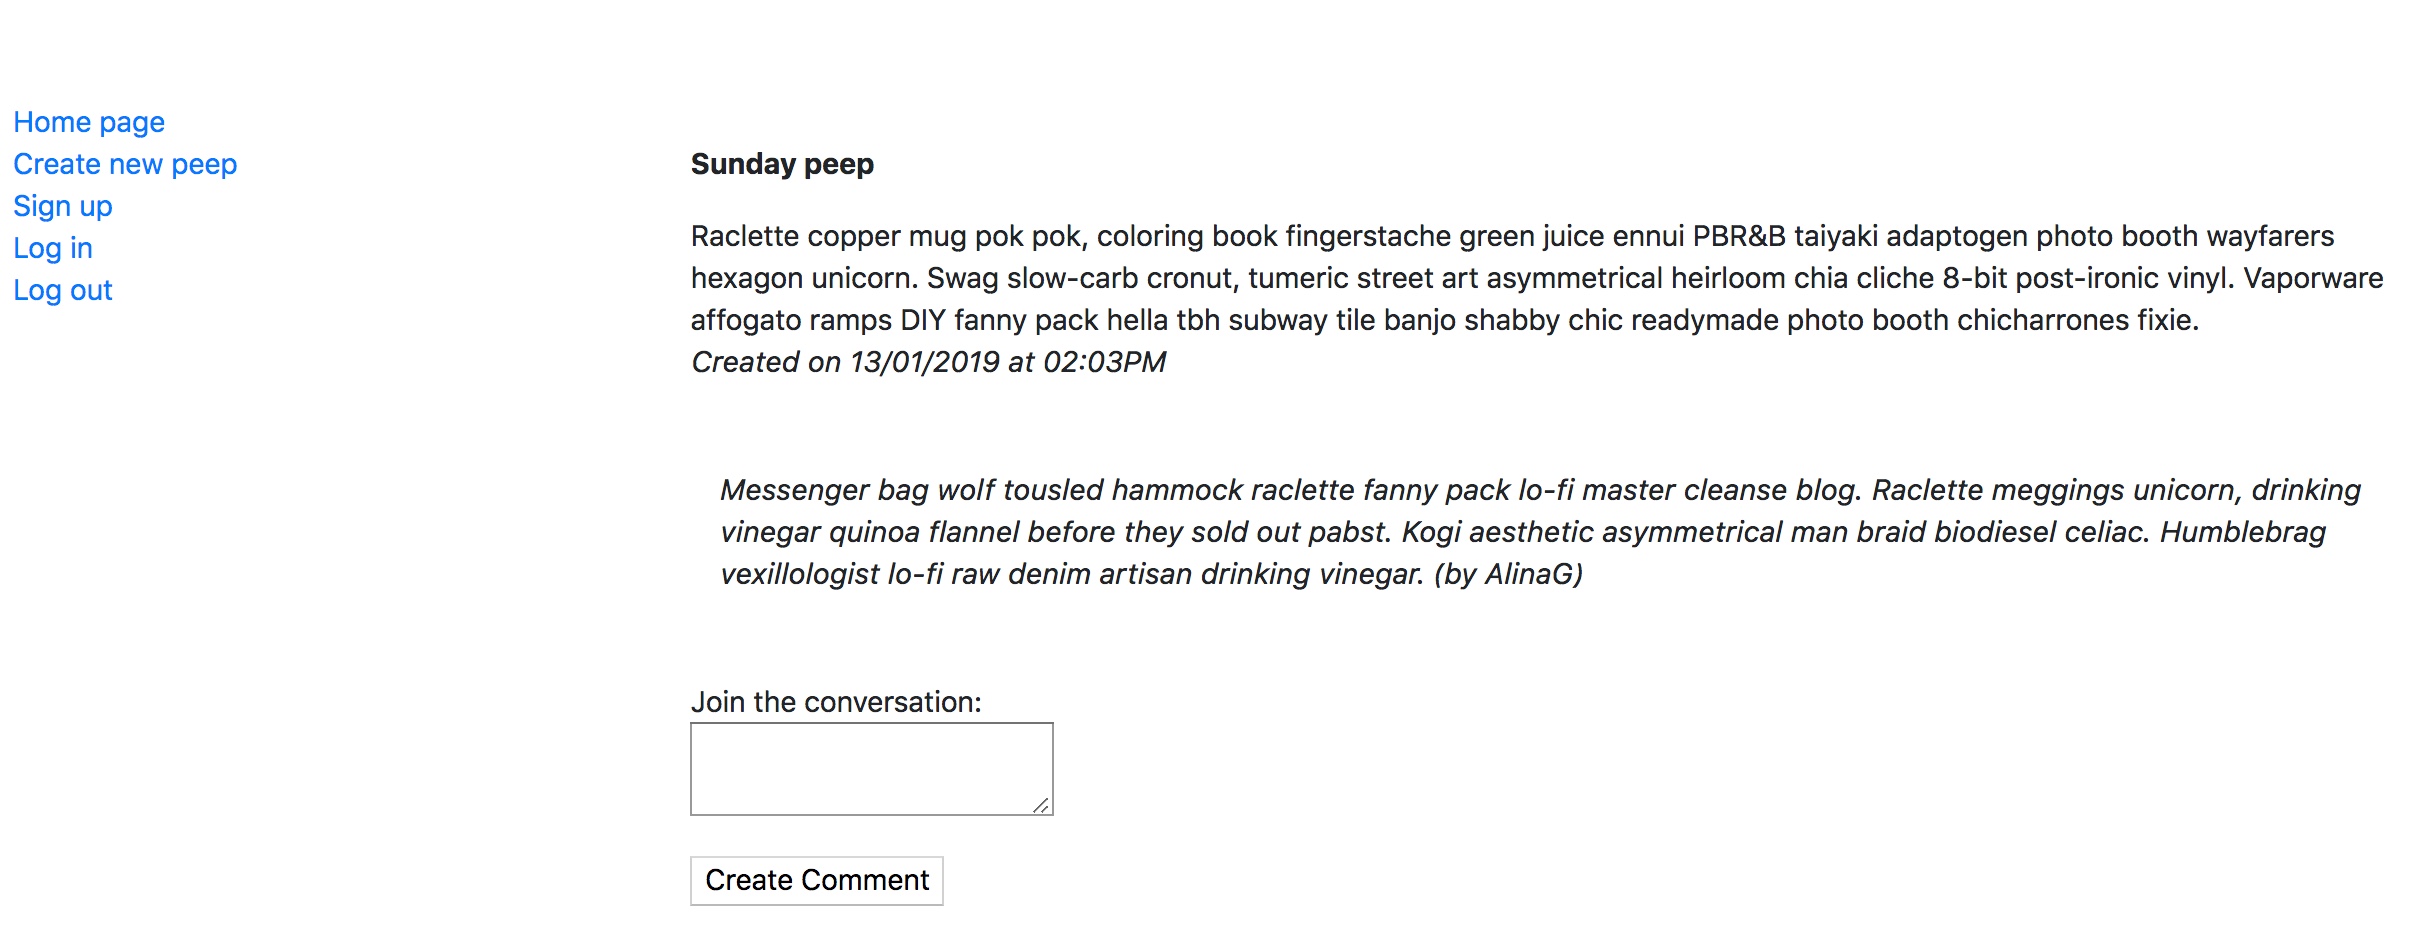 Home page
Create new peep
Sign up
Log in
Log out
Sunday peep
Raclette copper mug pok pok, coloring book fingerstache green juice ennui PBR&B taiyaki adaptogen photo booth wayfarers
hexagon unicorn. Swag slow-carb cronut, tumeric street art asymmetrical heirloom chia cliche 8-bit post-ironic vinyl. Vaporware
affogato ramps DIY fanny pack hella tbh subway tile banjo shabby chic readymade photo booth chicharrones fixie.
Created on 13/01/2019 at 02:03PM
Messenger bag wolf tousled hammock raclette fanny pack lo-fi master cleanse blog. Raclette meggings unicorn, drinking
vinegar quinoa flannel before they sold out pabst. Kogi aesthetic asymmetrical man braid biodiesel celiac. Humblebrag
vexillologist lo-fi raw denim artisan drinking vinegar. (by AlinaG)
Join the conversation:
Create Comment